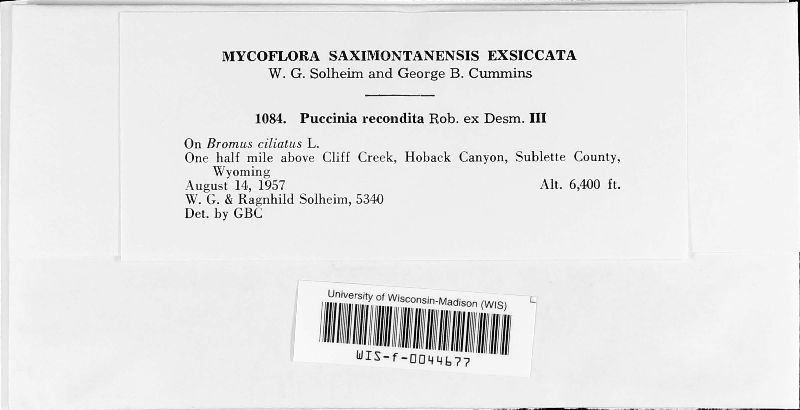 MYCOFLORA SAXIMONTANENSIS EXSICCATA
W. G. Solheim and George B. Cummins
1084. Puccinia recondita Rob. ex Desm. III
On Bromus ciliatus L.
One half mile above Cliff Creek, Hoback Canyon, Sublette County,
Wyoming
August 14, 1957 Alt. 6,400 ft.
W. G. & Ragnhild Solheim, 5340
Det. by GBC
University of Wisconsin-Madison (WIS)
WIS-f-0044677